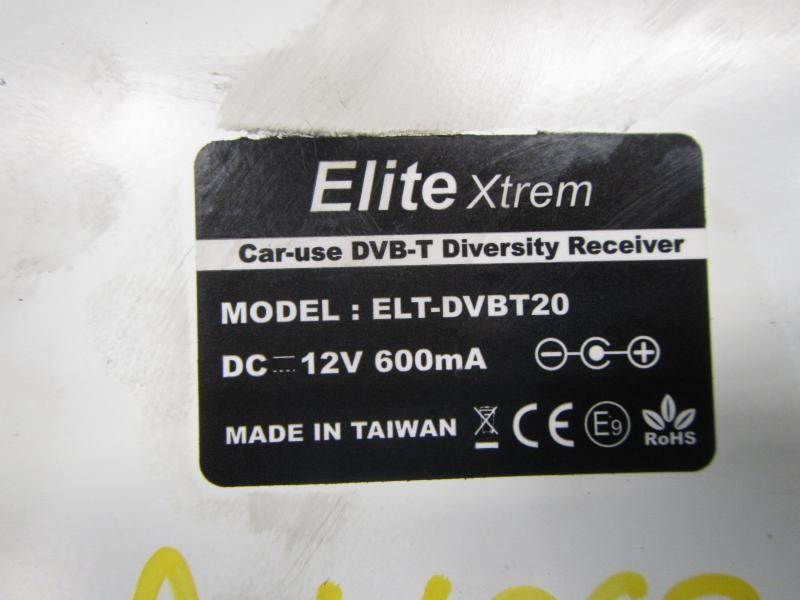 Elite Xtrem
Car-use DVB-T Diversity Receiver
MODEL : ELT-DVBT20
DC 12V 600mA
MADE IN TAIWAN CE E9 RoHS